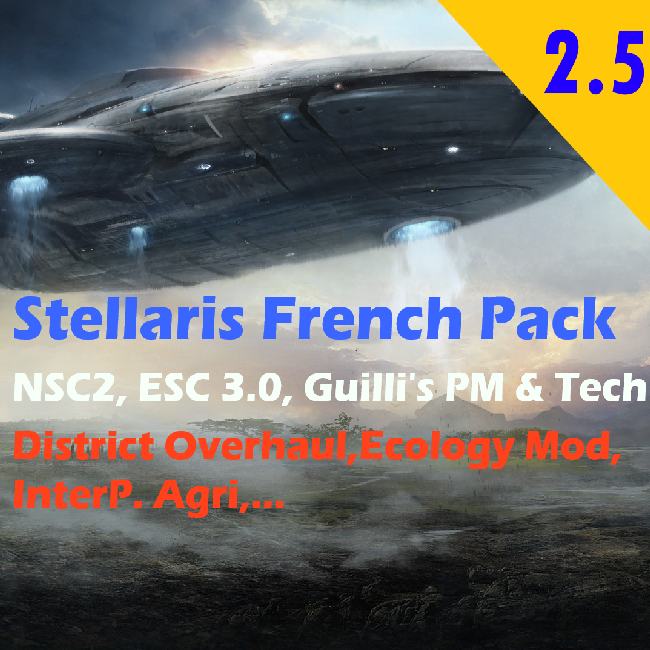 2.5
Stellaris French Pack
NSC2, ESC 3.0, Guilli's PM & Tech
District Overhaul,Ecology Mod,
InterP. Agri,...